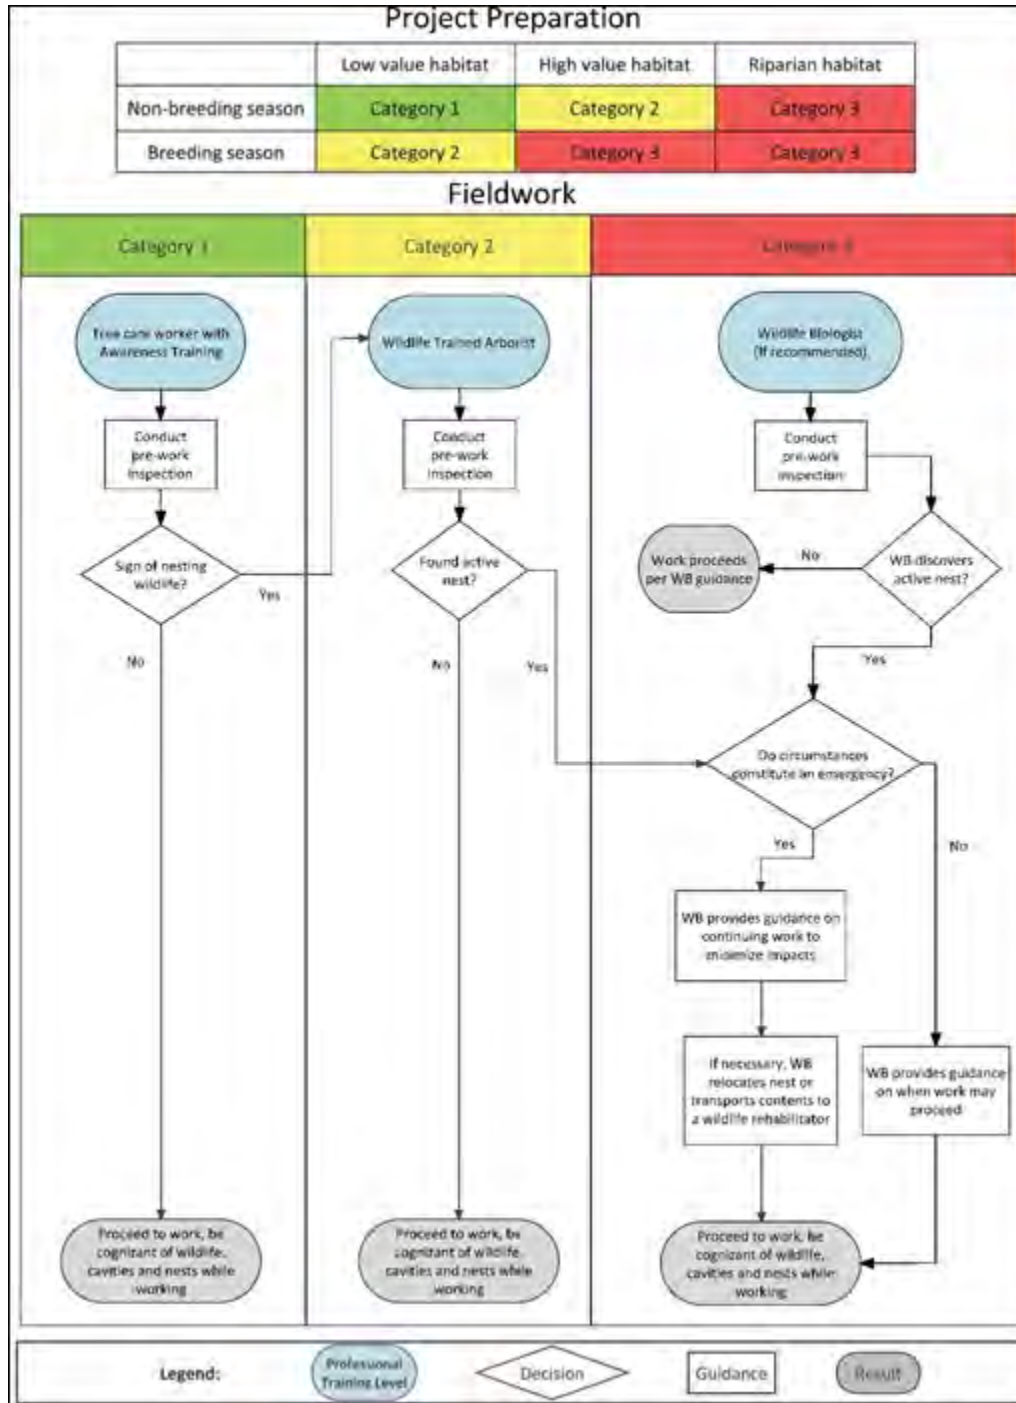 Project Preparation
Low value habitat High value habitat Riparian habitat
Non-breeding season Category 1 Category 2 Category 3
Breeding season Category 2 Category 3 Category 3
Fieldwork
Category 1 Category 2 Category
Tree care worker with
Awareness Training
Conduct
pre-work
inspection
Sign of nesting
wildlife?
Yes
No
Proceed to work, be
cognizant of wildlife,
cavities and nests while
working
Wildlife Trained Arborist
Conduct
pre-work
inspection
Found active
nest?
No
Yes
Proceed to work, be
cognizant of wildlife,
cavities and nests while
working
Wildlife Biologist
(If recommended)
Conduct
pre-work
inspection
WB discovers
active nest?
No
Work proceeds
per WB guidance
Yes
Do circumstances
constitute an emergency?
Yes
No
WB provides guidance on
continuing work to
minimize impacts
If necessary, WB
relocates nest or
transports contents to
a wildlife rehabilitator
WB provides guidance
on when work may
proceed
Proceed to work, be
cognizant of wildlife,
cavities and nests while
working
Legend:
Professional
Training Level
Decision
Guidance
Result